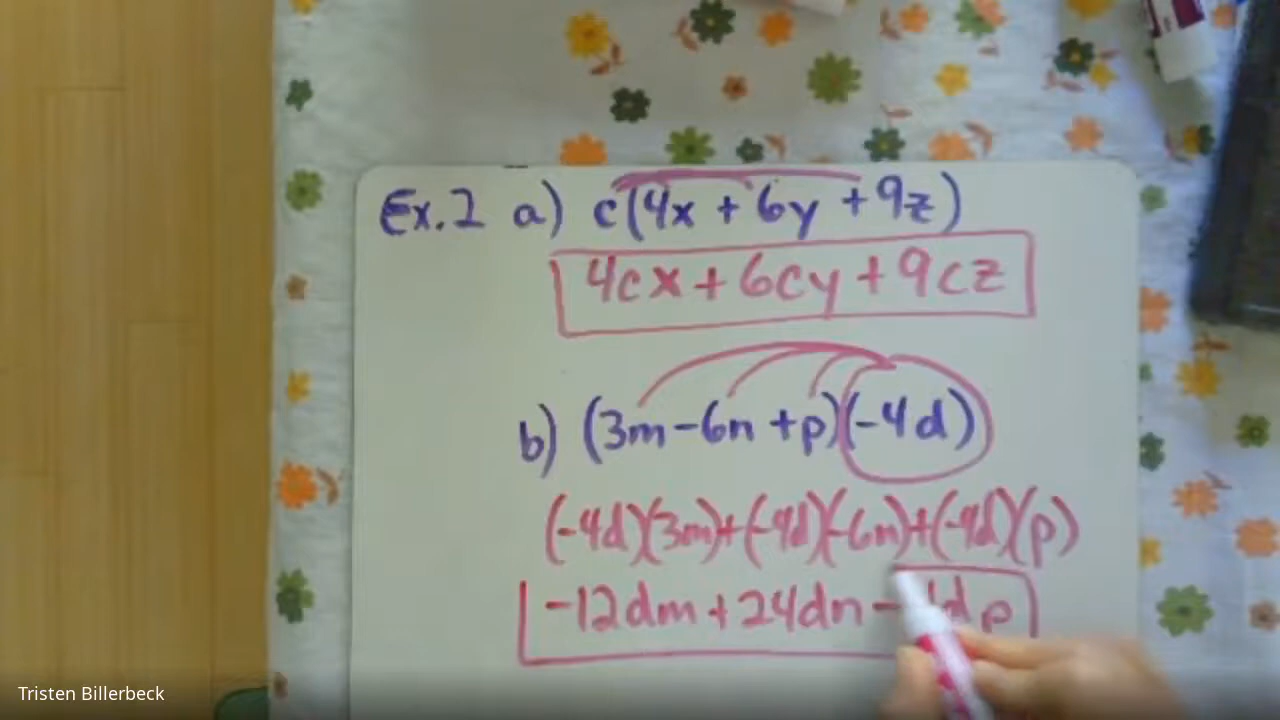 Ex.2 a) c(4x + 6y + 9z)
4cx + 6cy + 9cz
b) (3m - 6n + p)(-4d)
(-4d)(3m) + (-4d)(-6n) + (-4d)(p)
-12dm + 24dn - 4dp
Tristen Billerbeck